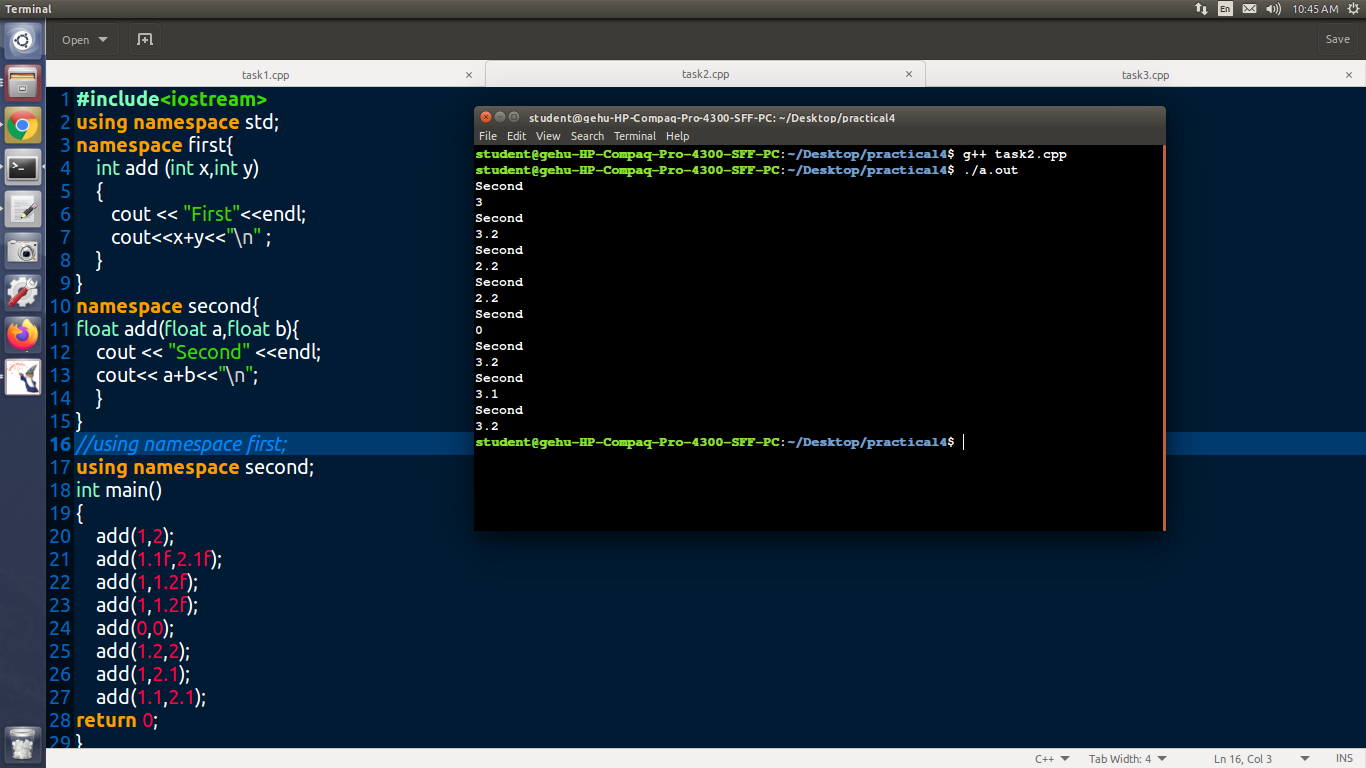 Terminal
En
10:45 AM
Open
Save
task1.cpp
task2.cpp
task3.cpp
1 #include<iostream>
2 using namespace std;
3 namespace first{
4 int add (int x,int y)
5 {
6 cout << "First"<<endl;
7 cout<<x+y<<"\n" ;
8 }
9 }
10 namespace second{
11 float add(float a,float b){
12 cout << "Second" <<endl;
13 cout<< a+b<<"\n";
14 }
15 }
16 //using namespace first;
17 using namespace second;
18 int main()
19 {
20 add(1,2);
21 add(1.1f,2.1f);
22 add(1,1.2f);
23 add(1,1.2f);
24 add(0,0);
25 add(1.2,2);
26 add(1,2.1);
27 add(1.1,2.1);
28 return 0;
29 }
student@gehu-HP-Compaq-Pro-4300-SFF-PC: ~/Desktop/practical4
File Edit View Search Terminal Help
student@gehu-HP-Compaq-Pro-4300-SFF-PC:~/Desktop/practical4$ g++ task2.cpp
student@gehu-HP-Compaq-Pro-4300-SFF-PC:~/Desktop/practical4$ ./a.out
Second
3
Second
3.2
Second
2.2
Second
2.2
Second
0
Second
3.2
Second
3.1
Second
3.2
student@gehu-HP-Compaq-Pro-4300-SFF-PC:~/Desktop/practical4$
C++
Tab Width: 4
Ln 16, Col 3
INS